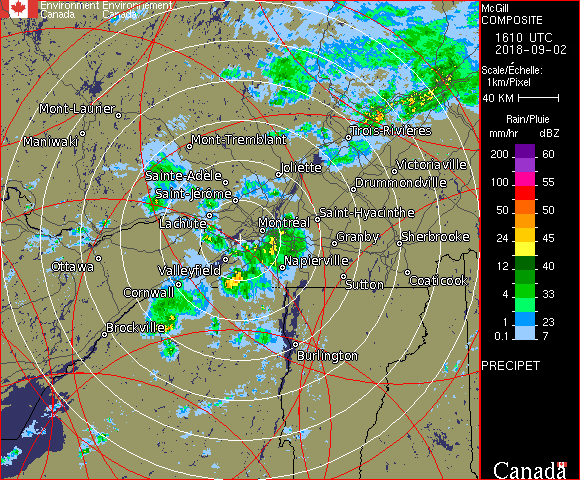 Environment Environnement
Canada Canada
McGill
COMPOSITE
1610 UTC
2018-09-02
Scale/Échelle:
1km/Pixel
40 KM
Rain/Pluie
mm/hr dBZ
200 60
100 55
50 50
24 45
12 40
4 33
1 23
0.1 7
PRECIPET
Canada
Mont-Laurier
Maniwaki
Mont-Tremblant
Trois-Rivières
Sainte-Adèle
Joliette
Victoriaville
Saint-Jérôme
Drummondville
Lachute
Montréal
Saint-Hyacinthe
Granby
Sherbrooke
Ottawa
Valleyfield
Napierville
Cornwall
Sutton
Coaticook
Brockville
Burlington